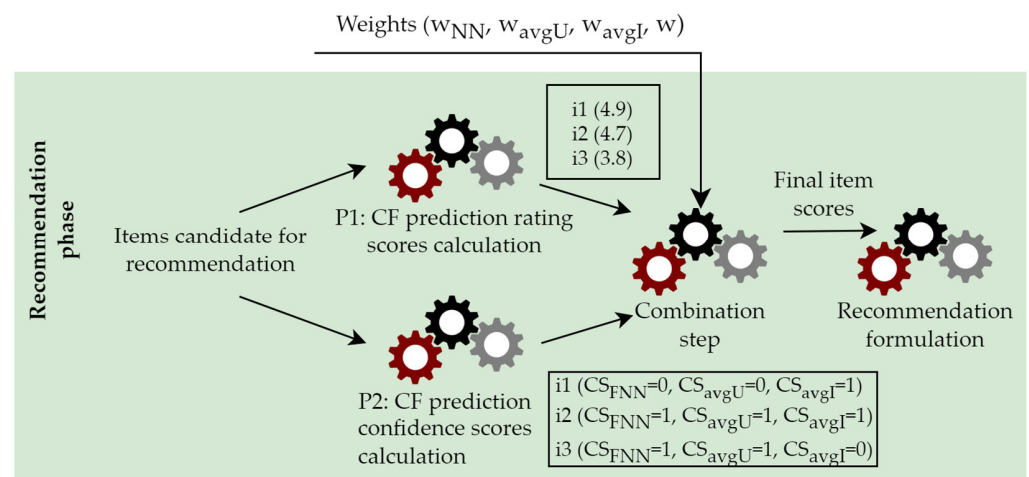 Weights (wNN, wavgU, wavgI, w)
Recommendation
phase
Items candidate for
recommendation
P1: CF prediction rating
scores calculation
i1 (4.9)
i2 (4.7)
i3 (3.8)
P2: CF prediction
confidence scores
calculation
i1 (CSFNN=0, CSavgU=0, CSavgI=1)
i2 (CSFNN=1, CSavgU=1, CSavgI=1)
i3 (CSFNN=1, CSavgU=1, CSavgI=0)
Combination
step
Final item
scores
Recommendation
formulation